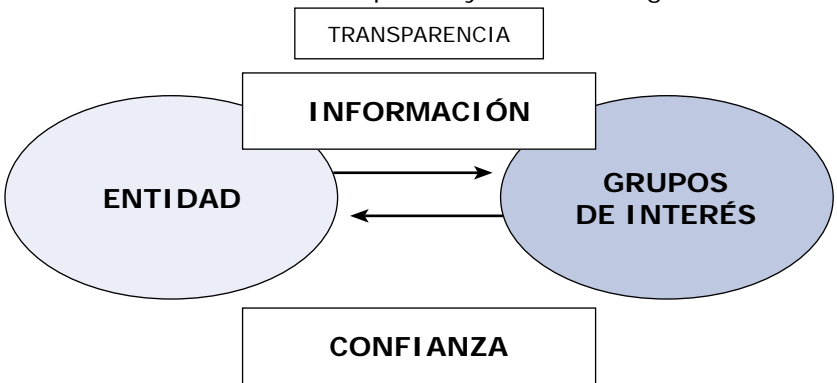 TRANSPARENCIA
INFORMACIÓN
ENTIDAD
GRUPOS
DE INTERÉS
CONFIANZA